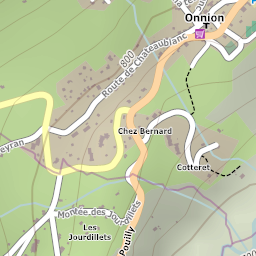 Onnion
800
Route de Chateaublanc
Chez Bernard
eyran
Cotteret
Montée des Jourdillets
Les
Jourdillets
Pouilly